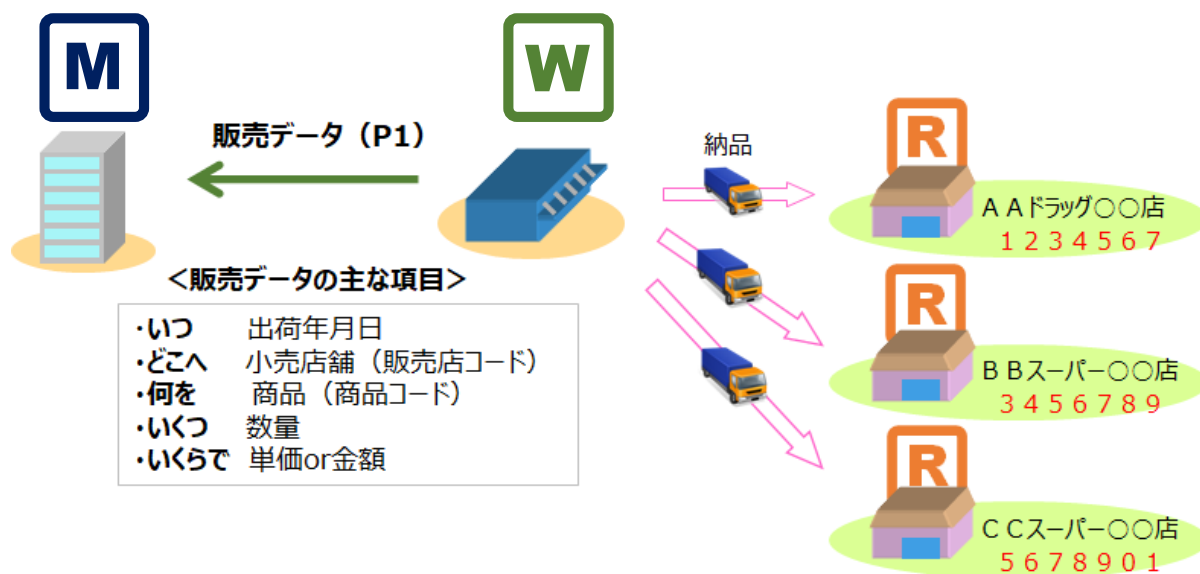 M
W
販売データ（P1）
納品
R
ＡＡドラッグ○○店
１２３４５６７
R
ＢＢスーパー○○店
３４５６７８９
R
ＣＣスーパー○○店
５６７８９０１
＜販売データの主な項目＞
・いつ　出荷年月日
・どこへ　小売店舗（販売店コード）
・何を　商品（商品コード）
・いくつ　数量
・いくらで　単価or金額